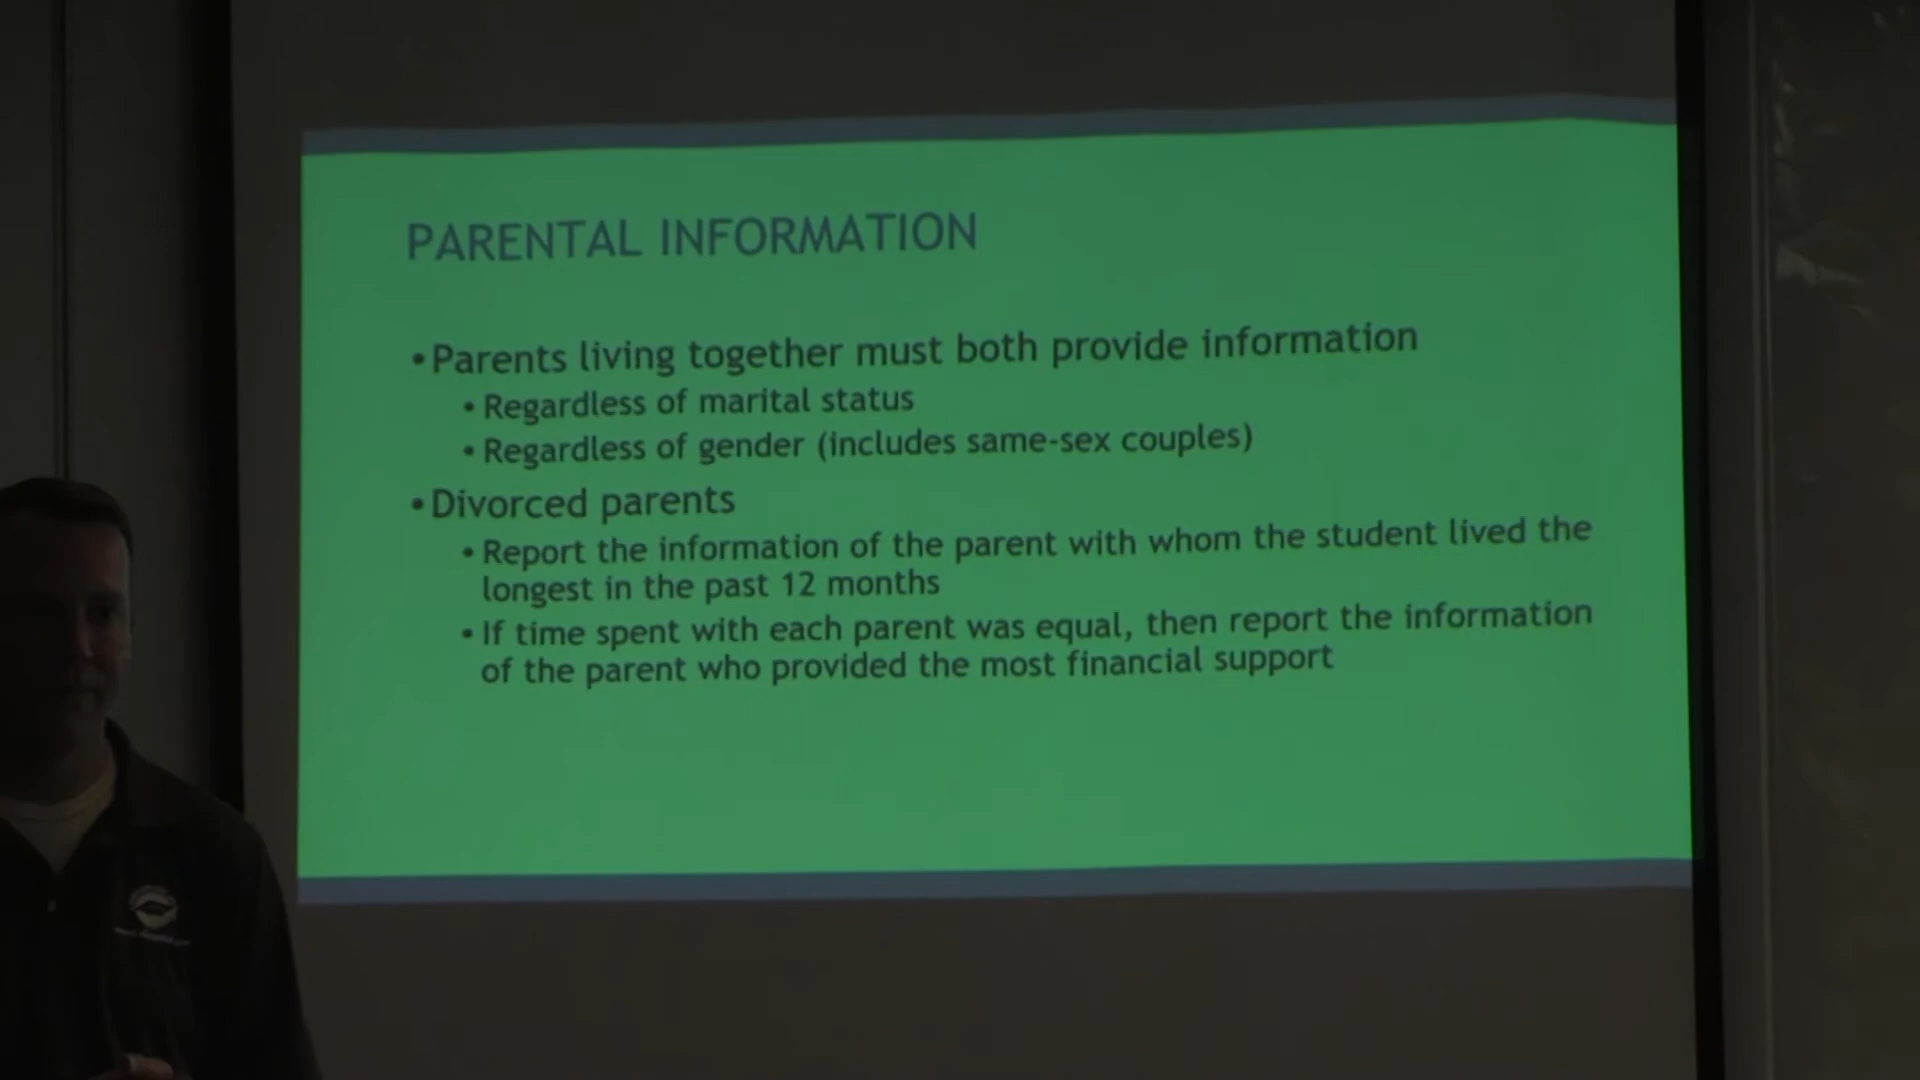 PARENTAL INFORMATION
•Parents living together must both provide information
• Regardless of marital status
• Regardless of gender (includes same-sex couples)
•Divorced parents
• Report the information of the parent with whom the student lived the
longest in the past 12 months
• If time spent with each parent was equal, then report the information
of the parent who provided the most financial support